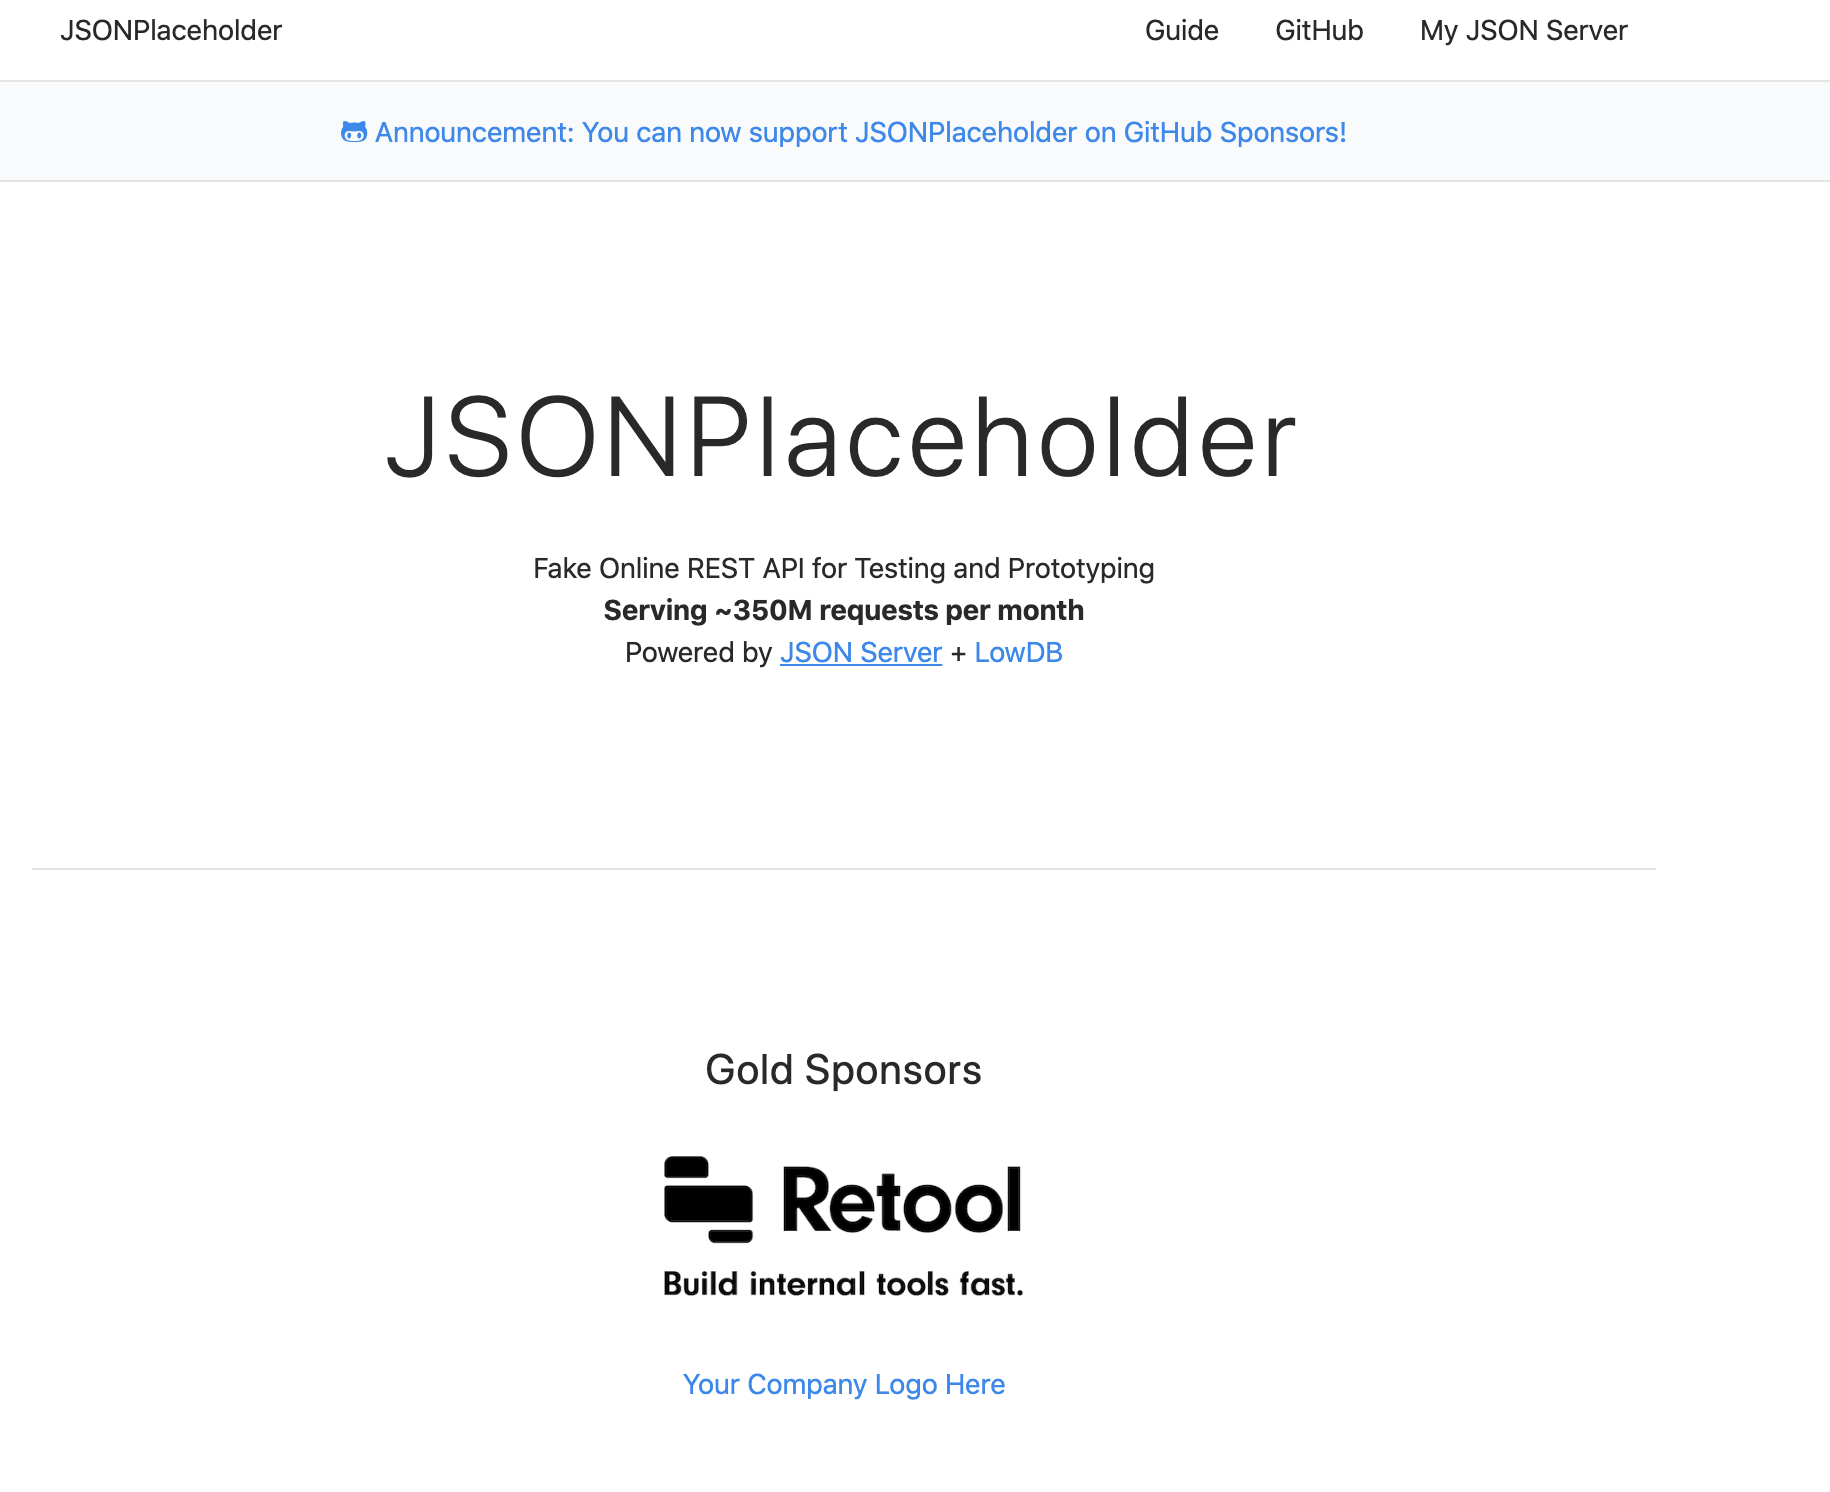 JSONPlaceholder
Guide
GitHub
My JSON Server
Announcement: You can now support JSONPlaceholder on GitHub Sponsors!
JSONPlaceholder
Fake Online REST API for Testing and Prototyping
Serving ~350M requests per month
Powered by JSON Server + LowDB
Gold Sponsors
Retool
Build internal tools fast.
Your Company Logo Here